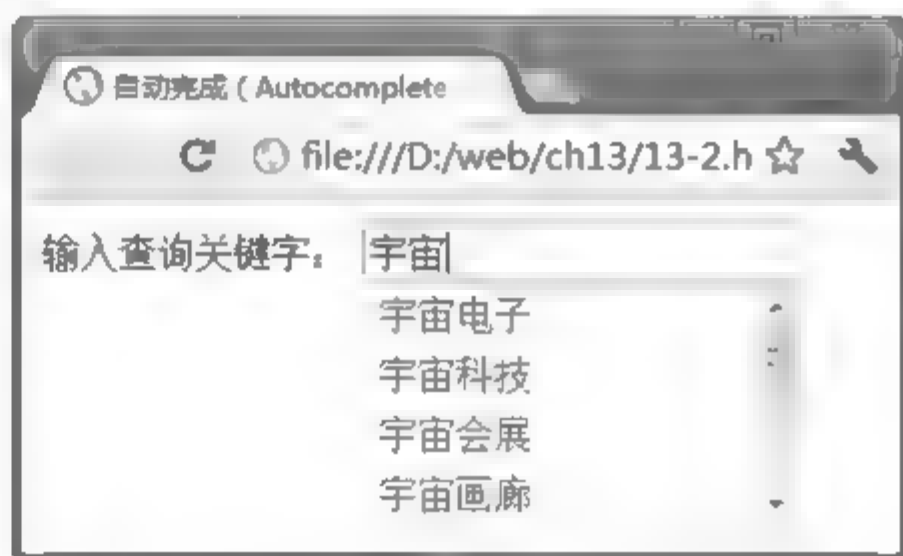 自动完成 ( Autocomplete
file:///D:/web/ch13/13-2.h
输入查询关键字： 宇宙
宇宙电子
宇宙科技
宇宙会展
宇宙画廊